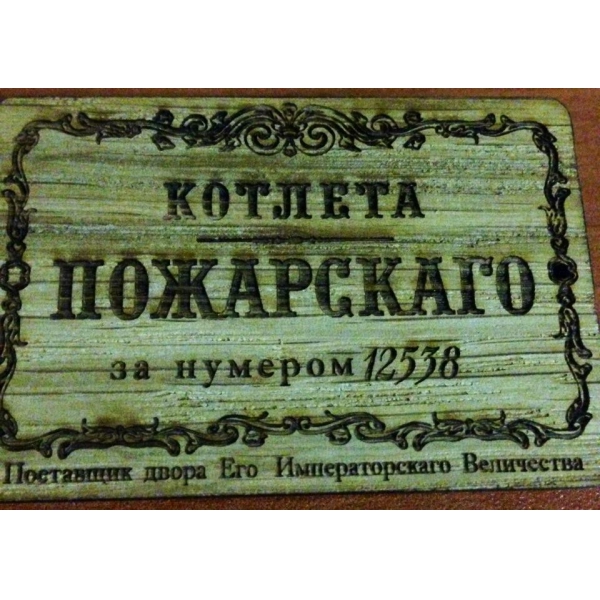 КОТЛЕТА
ПОЖАРСКАГО
за нумером 12538
Поставщик двора Его Императорскаго Величества